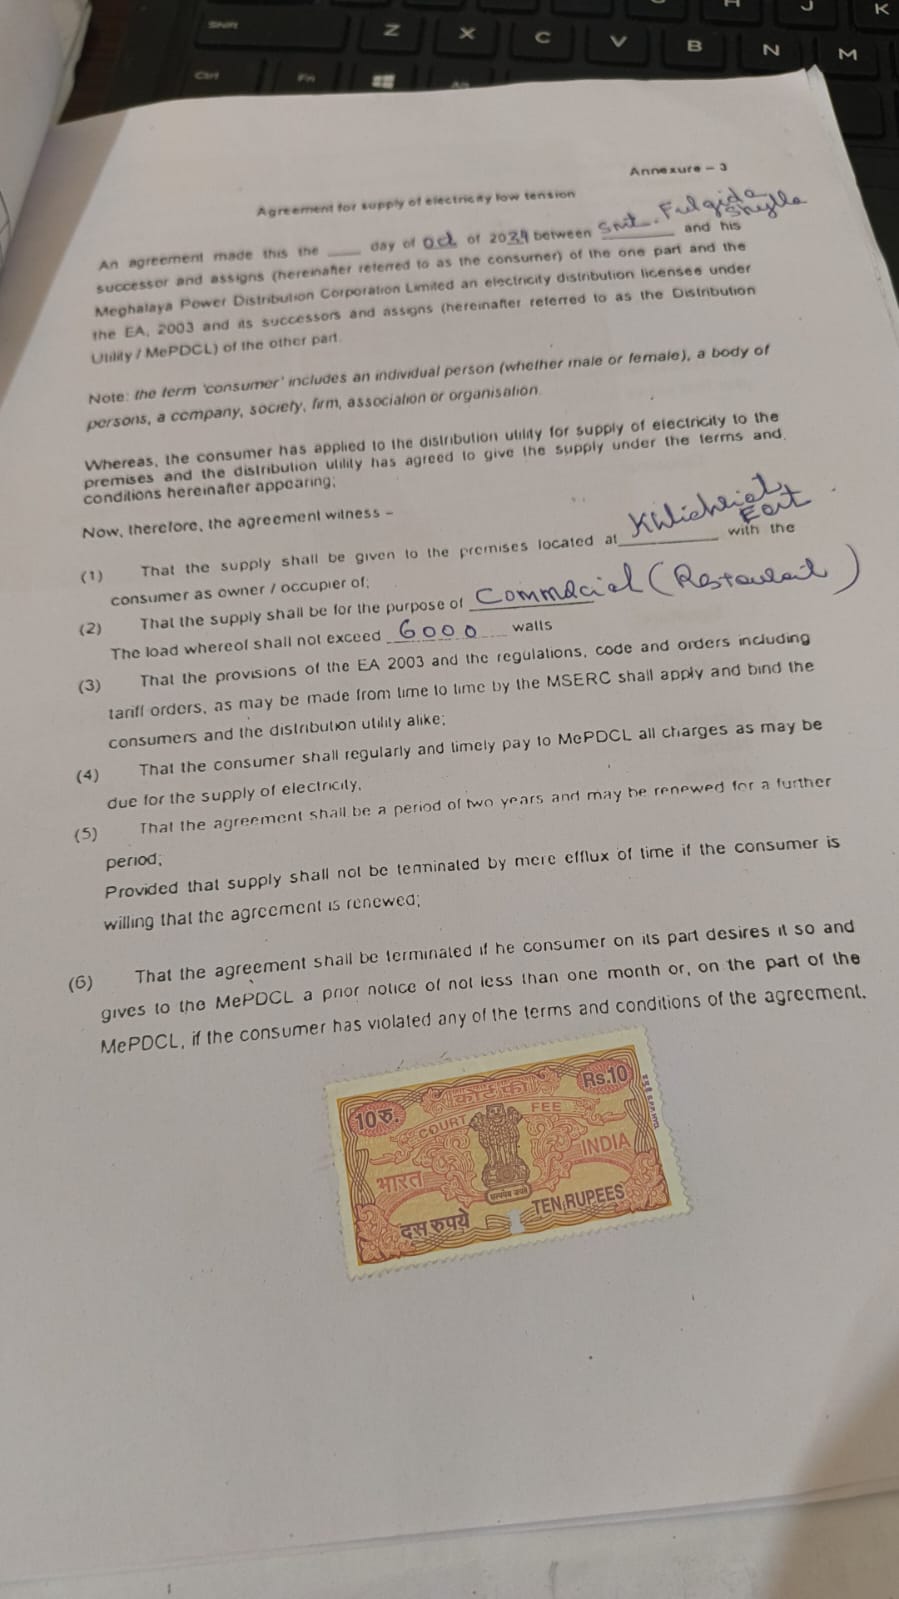 Shift Z X C V B N M K J H
Ctrl Fn
Annexure – 3
Agreement for supply of electricity low tension
An agreement made this the ____ day of Oct of 2024 between Smt. Fulgida Shylla and his
successor and assigns (hereinafter referred to as the consumer) of the one part and the
Meghalaya Power Distribution Corporation Limited an electricity distribution licensee under
the EA, 2003 and its successors and assigns (hereinafter referred to as the Distribution
Utility / MePDCL) of the other part.
Note: the term 'consumer' includes an individual person (whether male or female), a body of
persons, a company, society, firm, association or organisation.
Whereas, the consumer has applied to the distribution utility for supply of electricity to the
premises and the distribution utility has agreed to give the supply under the terms and
conditions hereinafter appearing;
Now, therefore, the agreement witness –
(1) That the supply shall be given to the premises located at Khliehriat East with the
consumer as owner / occupier of;
(2) That the supply shall be for the purpose of Commercial (Restaurant)
The load whereof shall not exceed 6000 watts
(3) That the provisions of the EA 2003 and the regulations, code and orders including
tariff orders, as may be made from time to time by the MSERC shall apply and bind the
consumers and the distribution utility alike;
(4) That the consumer shall regularly and timely pay to MePDCL all charges as may be
due for the supply of electricity,
(5) That the agreement shall be a period of two years and may be renewed for a further
period;
Provided that supply shall not be terminated by mere efflux of time if the consumer is
willing that the agreement is renewed;
(6) That the agreement shall be terminated if he consumer on its part desires it so and
gives to the MePDCL a prior notice of not less than one month or, on the part of the
MePDCL, if the consumer has violated any of the terms and conditions of the agreement.
10 रु. कोर्ट फी Rs.10
COURT FEE
भारत INDIA
सत्यमेव जयते
दस रुपये TEN RUPEES